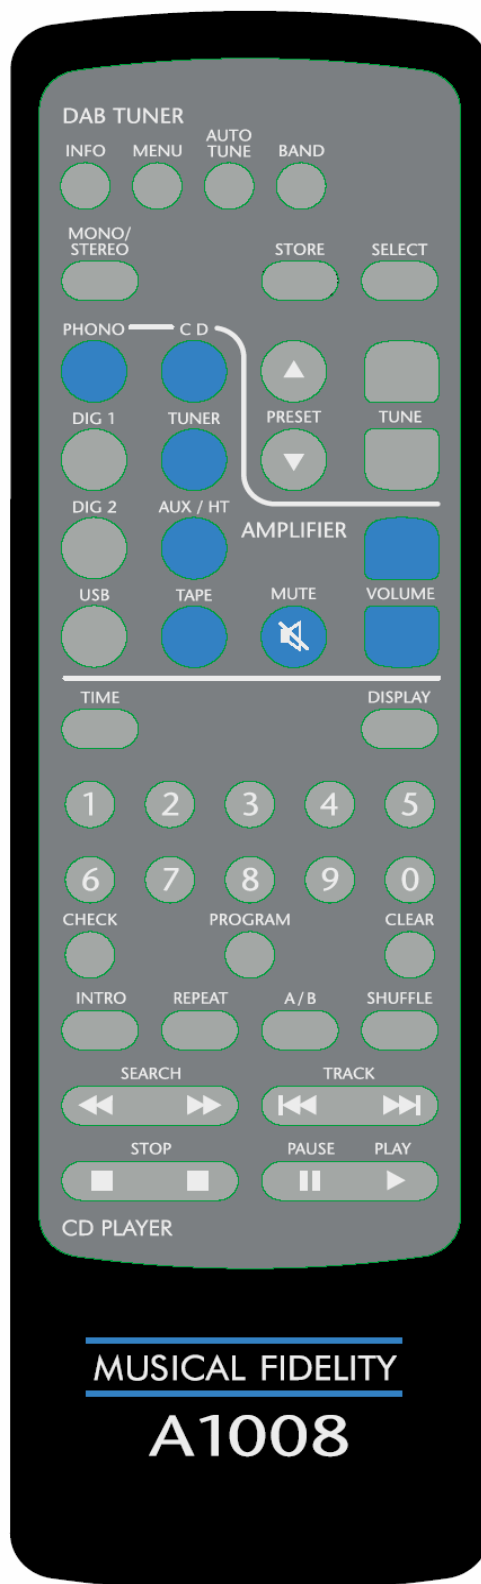 DAB TUNER
INFO MENU AUTO TUNE BAND
MONO/
STEREO STORE SELECT
PHONO C D
DIG 1 TUNER PRESET TUNE
DIG 2 AUX / HT
AMPLIFIER
USB TAPE MUTE VOLUME
TIME DISPLAY
1 2 3 4 5
6 7 8 9 0
CHECK PROGRAM CLEAR
INTRO REPEAT A / B SHUFFLE
SEARCH TRACK
STOP PAUSE PLAY
CD PLAYER
MUSICAL FIDELITY
A1008